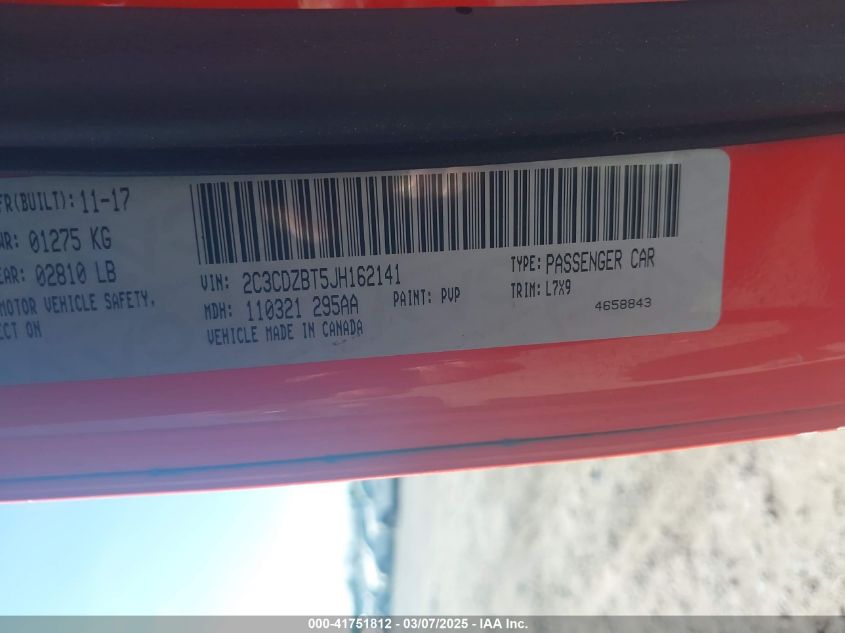 FR(BUILT): 11-17
WR: 01275 KG
EAR: 02810 LB
MOTOR VEHICLE SAFETY,
ECT ON
VIN: 2C3CDZBT5JH162141
TYPE: PASSENGER CAR
MDH: 110321 295AA
PAINT: PVP
TRIM: L7X9
VEHICLE MADE IN CANADA
4658843
000-41751812 - 03/07/2025 - IAA Inc.